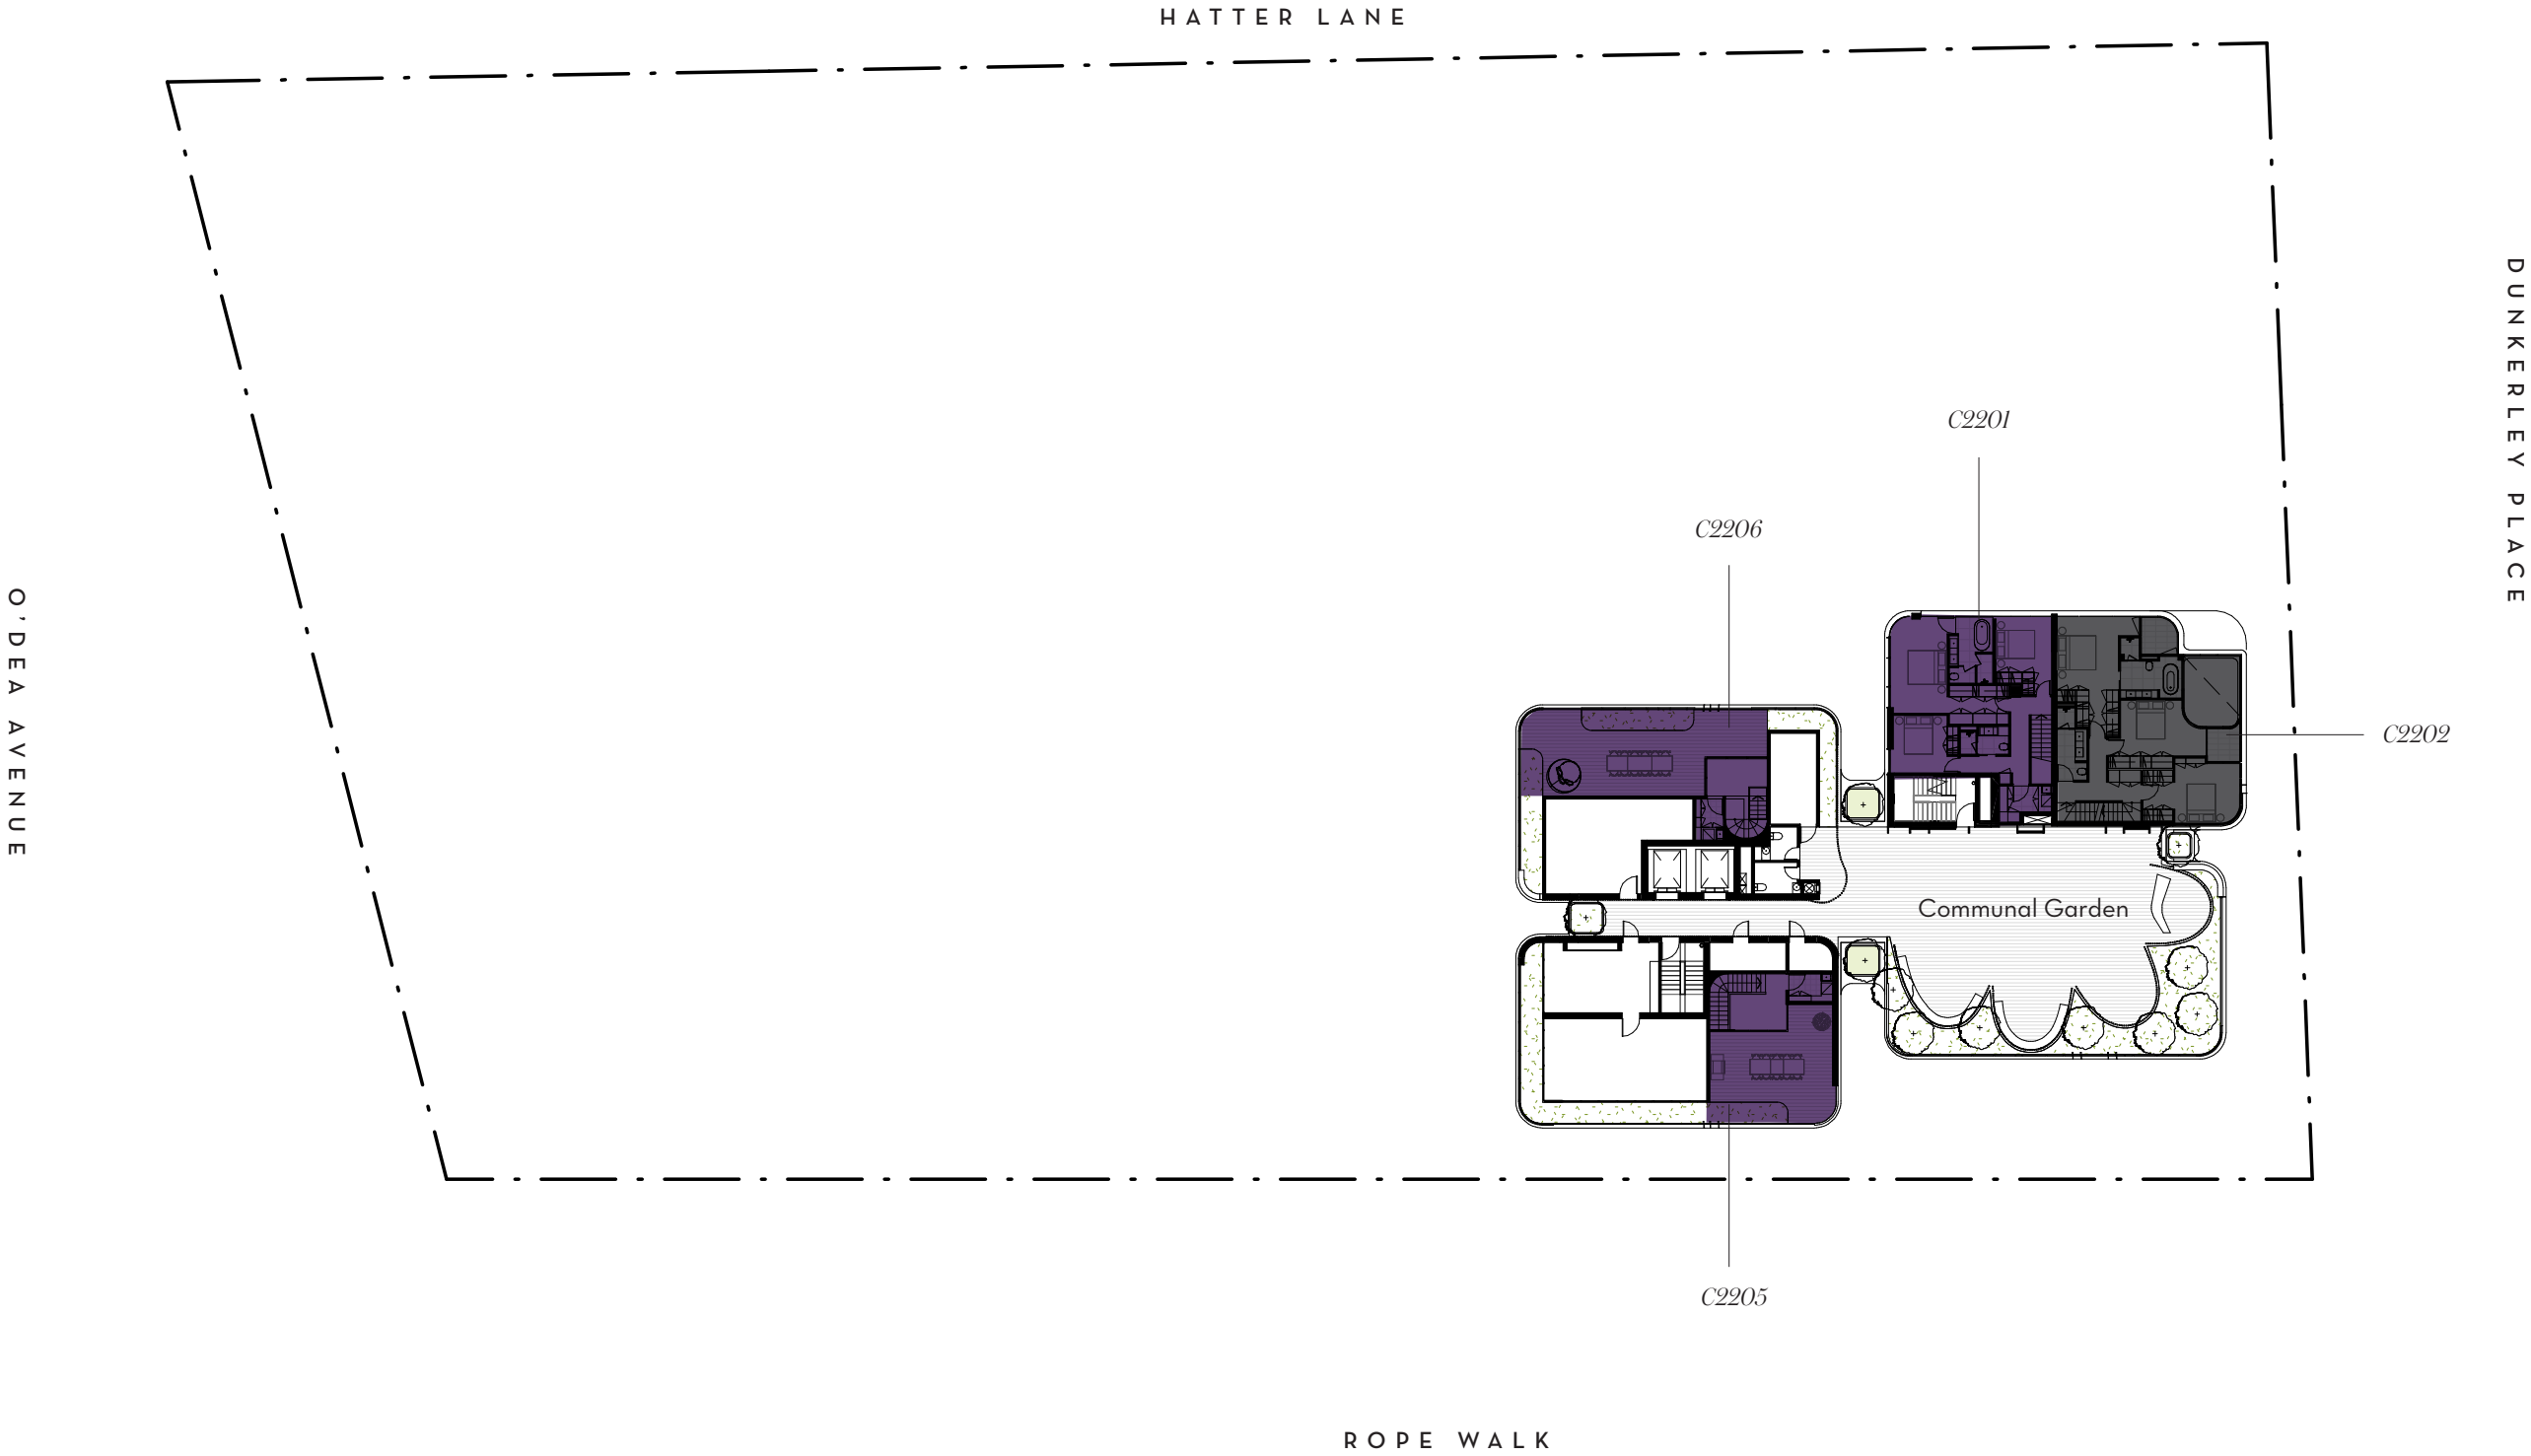 HATTER LANE
DUNKERLEY PLACE
C2201
C2206
O'DEA AVENUE
C2202
Communal Garden
C2205
ROPE WALK